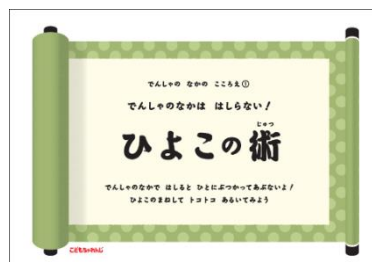 でんしゃの なかの こころえ①
でんしゃのなかは はしらない！
ひよこの術
じゅつ
でんしゃのなかで はしると ひとにぶつかってあぶないよ！
ひよこのまねして トコトコ あるいてみよう